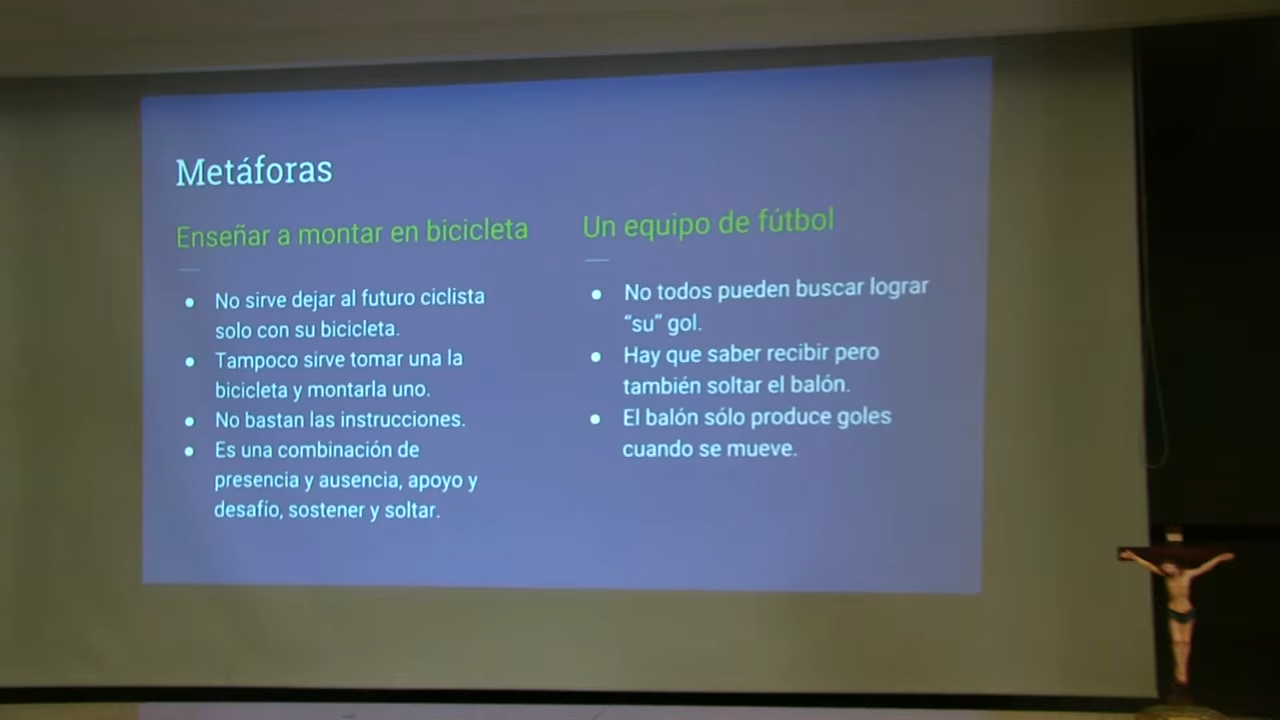 Metáforas
Enseñar a montar en bicicleta
No sirve dejar al futuro ciclista
solo con su bicicleta.
Tampoco sirve tomar una la
bicicleta y montarla uno.
No bastan las instrucciones.
Es una combinación de
presencia y ausencia, apoyo y
desafío, sostener y soltar.
Un equipo de fútbol
No todos pueden buscar lograr
“su” gol.
Hay que saber recibir pero
también soltar el balón.
El balón sólo produce goles
cuando se mueve.